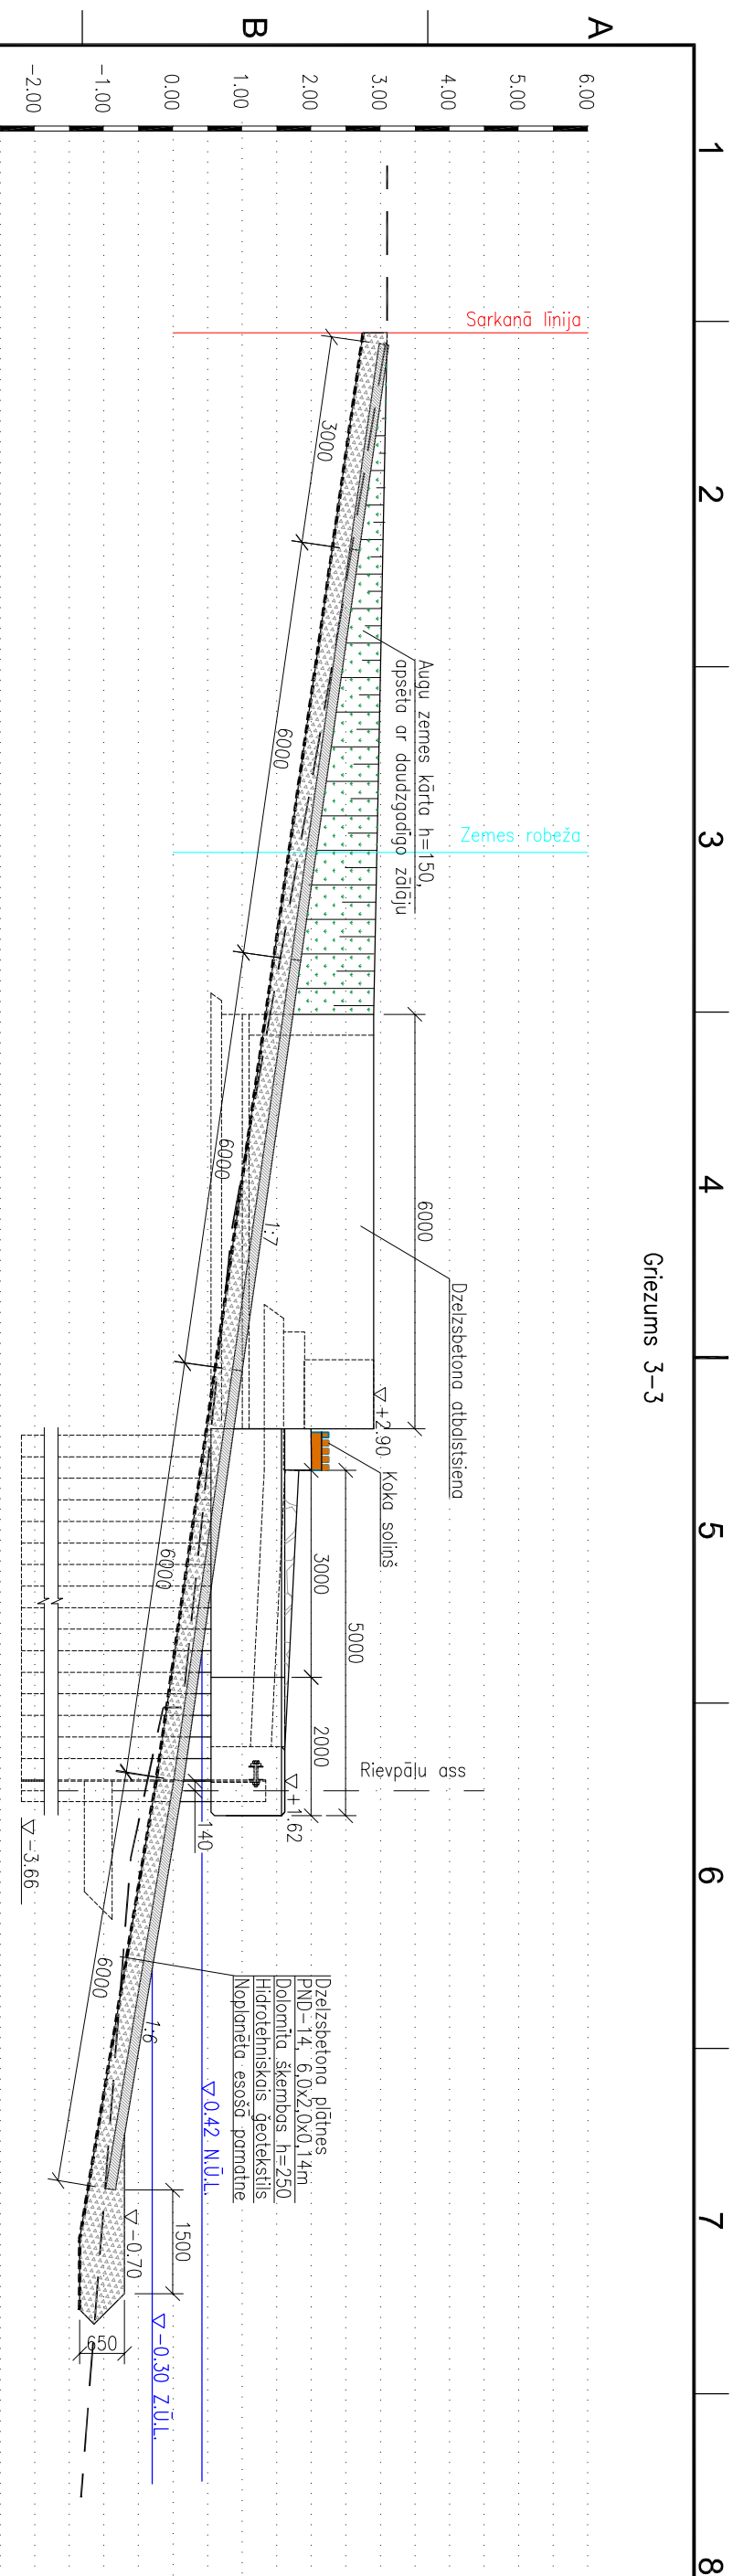 1
2
3
4
5
6
7
8
A
B
Griezums 3-3
6.00
5.00
4.00
3.00
2.00
1.00
0.00
-1.00
-2.00
Sarkanā līnija
Zemes robeža
Augu zemes kārta h=150,
apsēta ar daudzgadīgo zālāju
3000
6000
6000
6000
6000
6000
1:7
1:6
6000
Dzelzsbetona atbalstsiena
+2.90
Koka soliņš
5000
3000
2000
Rievpāļu ass
+1.62
140
-3.66
Dzelzsbetona plātnes
PND-14, 6,0x2,0x0,14m
Dolomīta šķembas h=250
Hidrotehniskais ģeotekstils
Noplanēta esošā pamatne
0.42 N.Ū.L.
-0.30 Z.Ū.L.
-0.70
1500
650